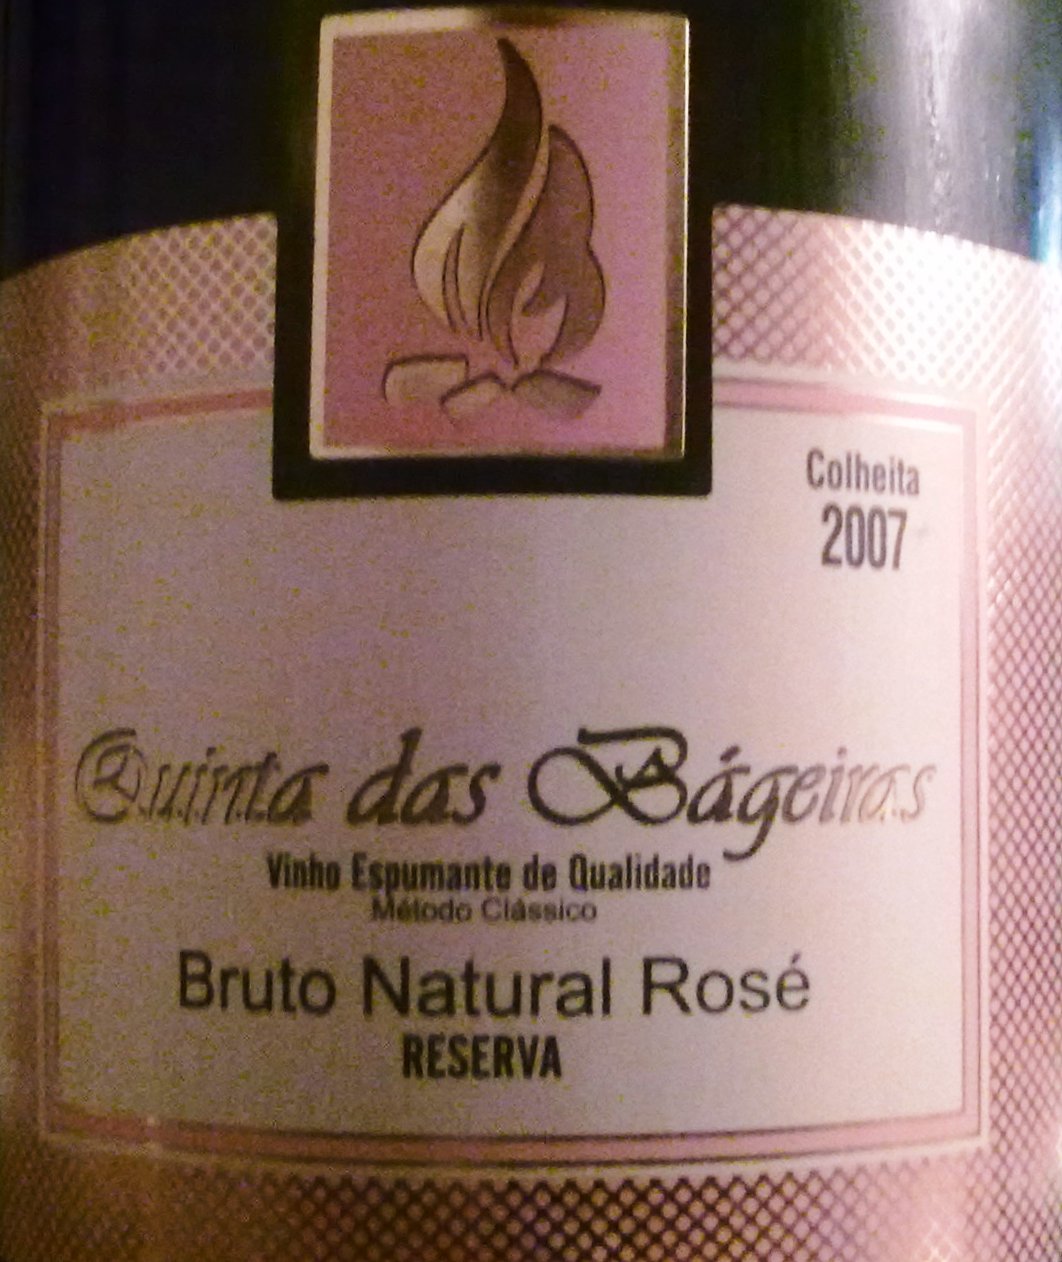 Colheita
2007
Quinta das Bágeiras
Vinho Espumante de Qualidade
Método Clássico
Bruto Natural Rosé
RESERVA